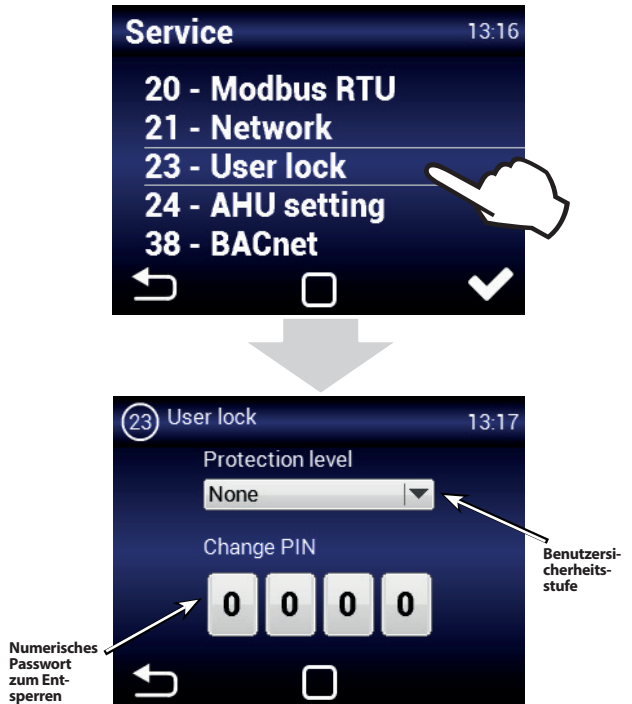 Service 13:16
20 - Modbus RTU
21 - Network
23 - User lock
24 - AHU setting
38 - BACnet
23 User lock 13:17
Protection level
None
Benutzersi-
cherheits-
stufe
Change PIN
0 0 0 0
Numerisches
Passwort
zum Ent-
sperren